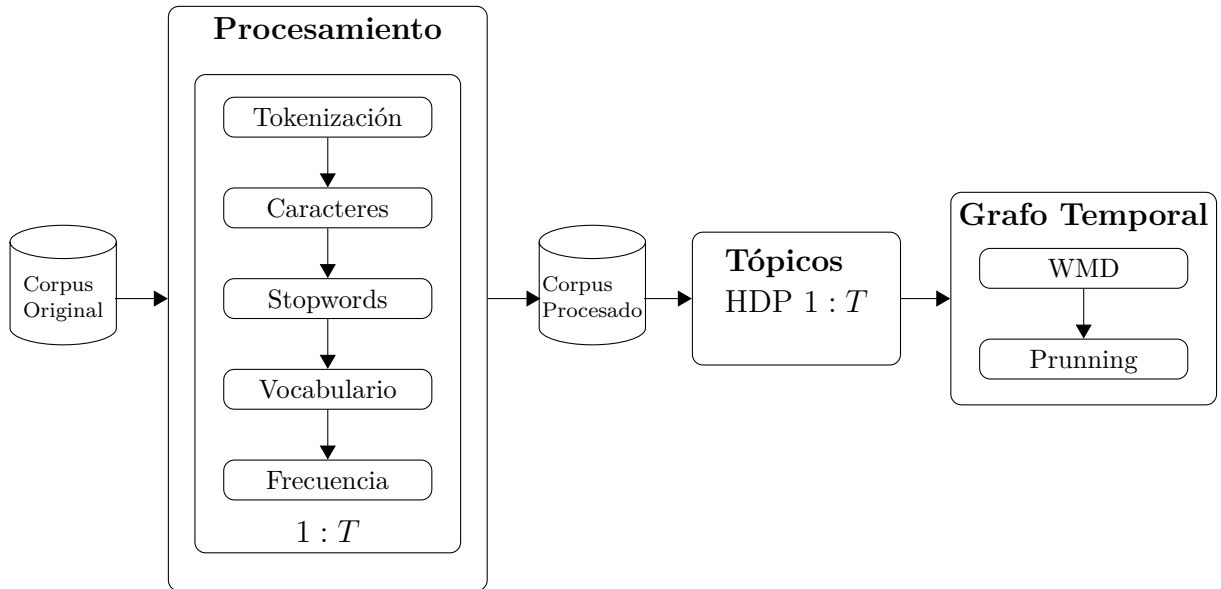 Procesamiento
Tokenización
Caracteres
Stopwords
Vocabulario
Frecuencia
1 : T
Corpus
Original
Corpus
Procesado
Tópicos
HDP 1 : T
Grafo Temporal
WMD
Prunning